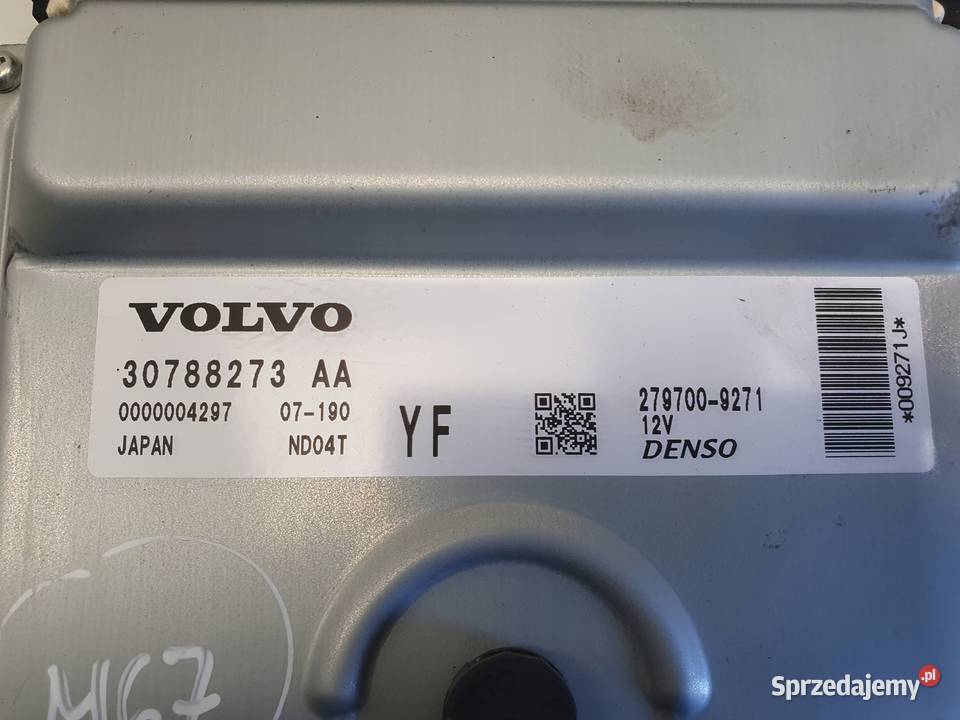 VOLVO
30788273 AA
0000004297 07-190
JAPAN ND04T
YF
279700-9271
12V
DENSO
*009271J*
M67
Sprzedajemy.pl